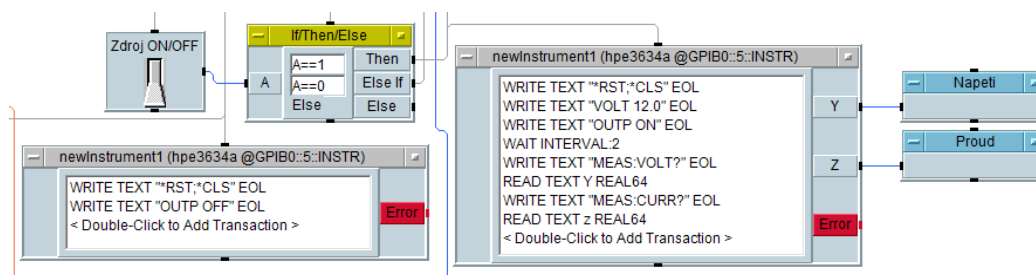 Zdroj ON/OFF
If/Then/Else
A
A==1
A==0
Else
Then
Else If
Else
newInstrument1 (hpe3634a @GPIB0::5::INSTR)
WRITE TEXT "*RST;*CLS" EOL
WRITE TEXT "OUTP OFF" EOL
< Double-Click to Add Transaction >
Error
newInstrument1 (hpe3634a @GPIB0::5::INSTR)
WRITE TEXT "*RST;*CLS" EOL
WRITE TEXT "VOLT 12.0" EOL
WRITE TEXT "OUTP ON" EOL
WAIT INTERVAL:2
WRITE TEXT "MEAS:VOLT?" EOL
READ TEXT Y REAL64
WRITE TEXT "MEAS:CURR?" EOL
READ TEXT z REAL64
< Double-Click to Add Transaction >
Y
Z
Error
Napeti
Proud